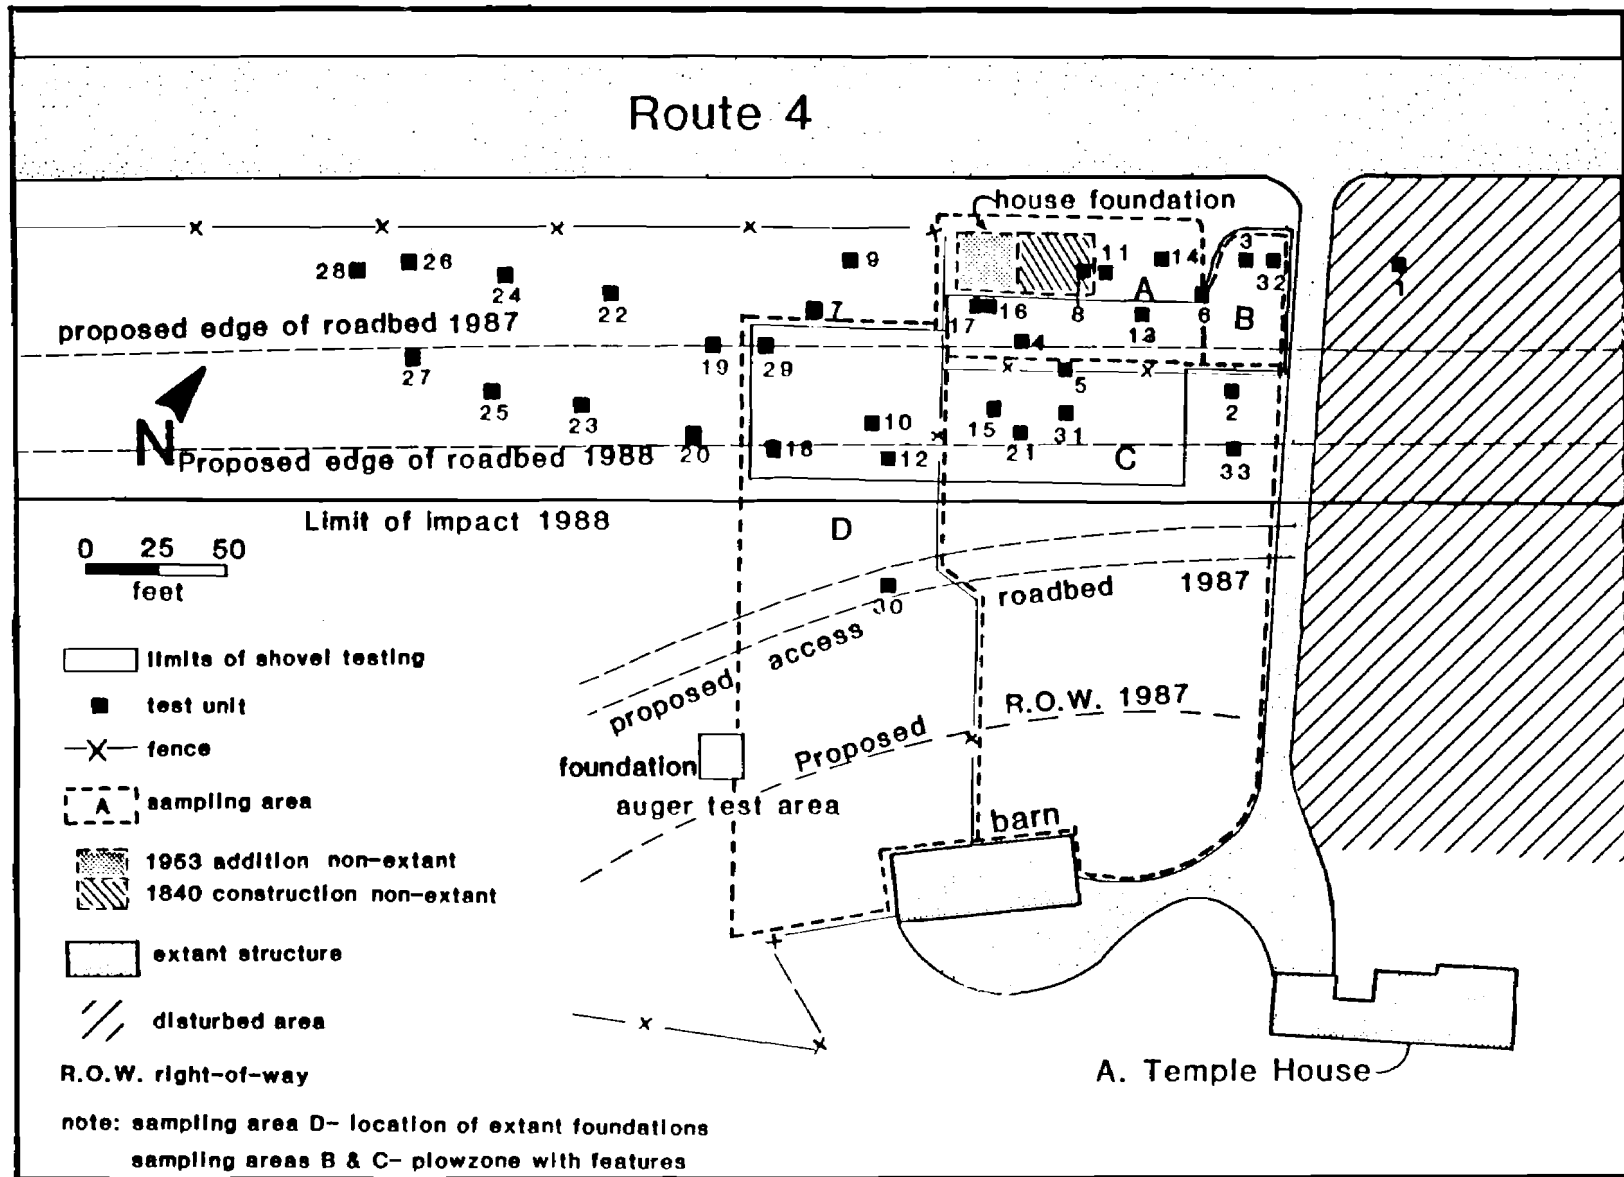 Route 4
house foundation
28
26
24
22
9
7
11
14
3
32
1
A
B
17
16
8
13
6
4
proposed edge of roadbed 1987
27
19
29
5
25
23
10
15
31
2
N
Proposed edge of roadbed 1988
20
18
12
21
C
33
Limit of impact 1988
D
0 25 50
feet
30
roadbed 1987
proposed access
R.O.W. 1987
Proposed
foundation
auger test area
barn
limits of shovel testing
test unit
fence
A sampling area
1953 addition non-extant
1840 construction non-extant
extant structure
disturbed area
R.O.W. right-of-way
A. Temple House
note: sampling area D- location of extant foundations
sampling areas B & C- plowzone with features